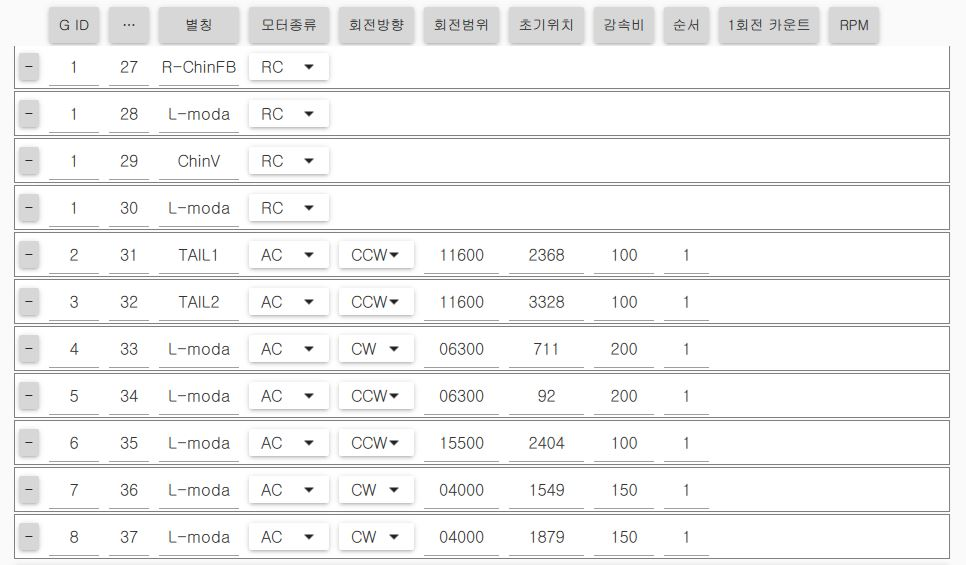 G ID ... 별칭 모터종류 회전방향 회전범위 초기위치 감속비 순서 1회전 카운트 RPM
- 1 27 R-ChinFB RC
- 1 28 L-moda RC
- 1 29 ChinV RC
- 1 30 L-moda RC
- 2 31 TAIL1 AC CCW 11600 2368 100 1
- 3 32 TAIL2 AC CCW 11600 3328 100 1
- 4 33 L-moda AC CW 06300 711 200 1
- 5 34 L-moda AC CCW 06300 92 200 1
- 6 35 L-moda AC CCW 15500 2404 100 1
- 7 36 L-moda AC CW 04000 1549 150 1
- 8 37 L-moda AC CW 04000 1879 150 1